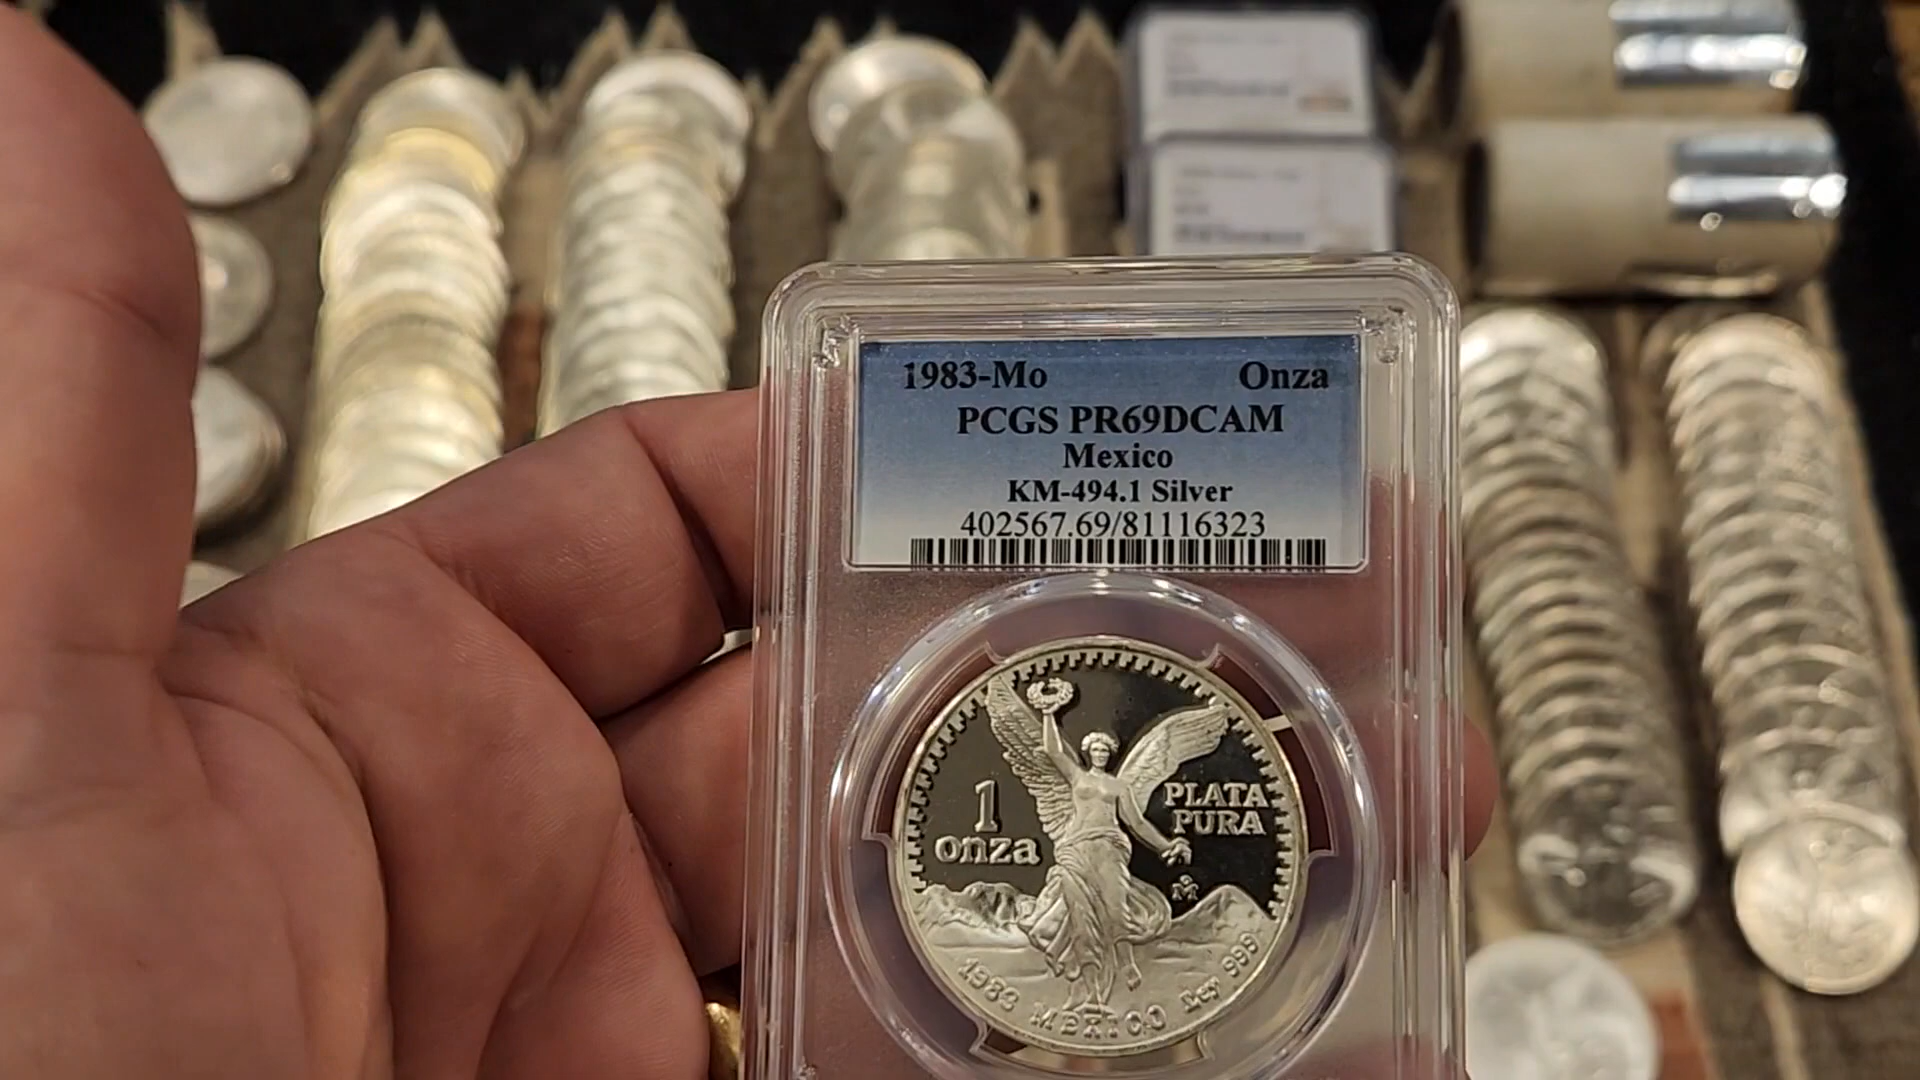 1983-Mo Onza
PCGS PR69DCAM
Mexico
KM-494.1 Silver
402567.69/81116323
1
onza
PLATA
PURA
M
1983 MEXICO Ley 999